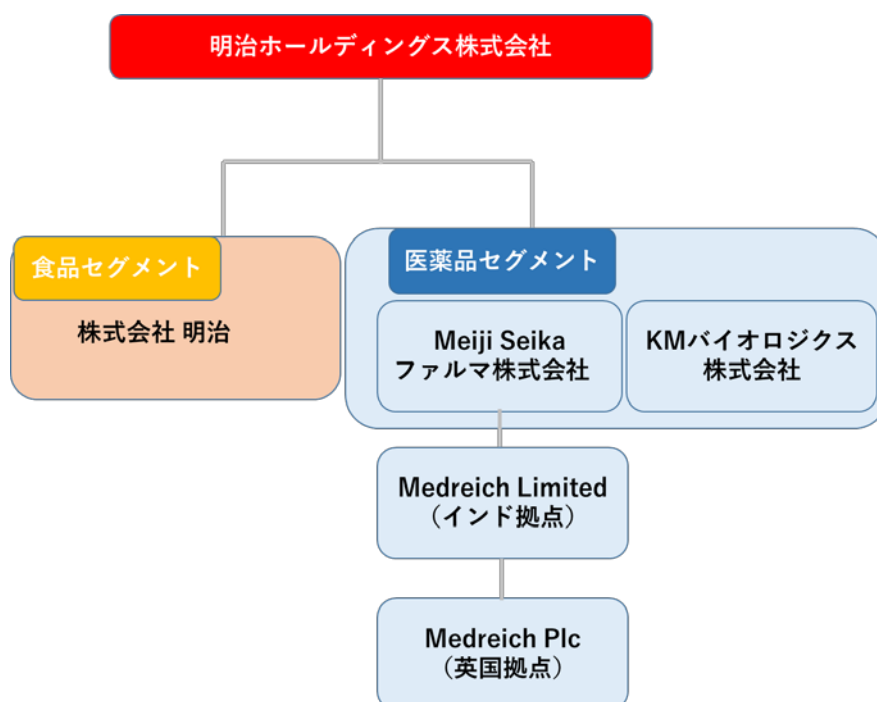 明治ホールディングス株式会社
食品セグメント
株式会社 明治
医薬品セグメント
Meiji Seika
ファルマ株式会社
KMバイオロジクス
株式会社
Medreich Limited
（インド拠点）
Medreich Plc
（英国拠点）